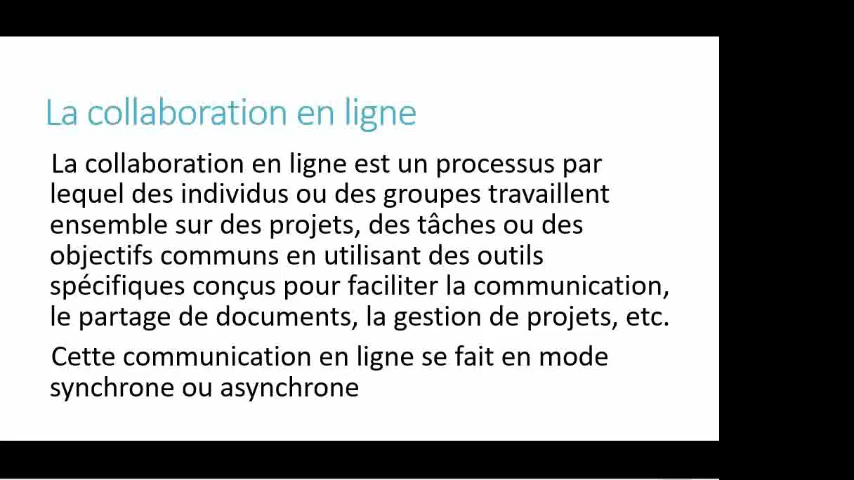 La collaboration en ligne
La collaboration en ligne est un processus par
lequel des individus ou des groupes travaillent
ensemble sur des projets, des tâches ou des
objectifs communs en utilisant des outils
spécifiques conçus pour faciliter la communication,
le partage de documents, la gestion de projets, etc.
Cette communication en ligne se fait en mode
synchrone ou asynchrone